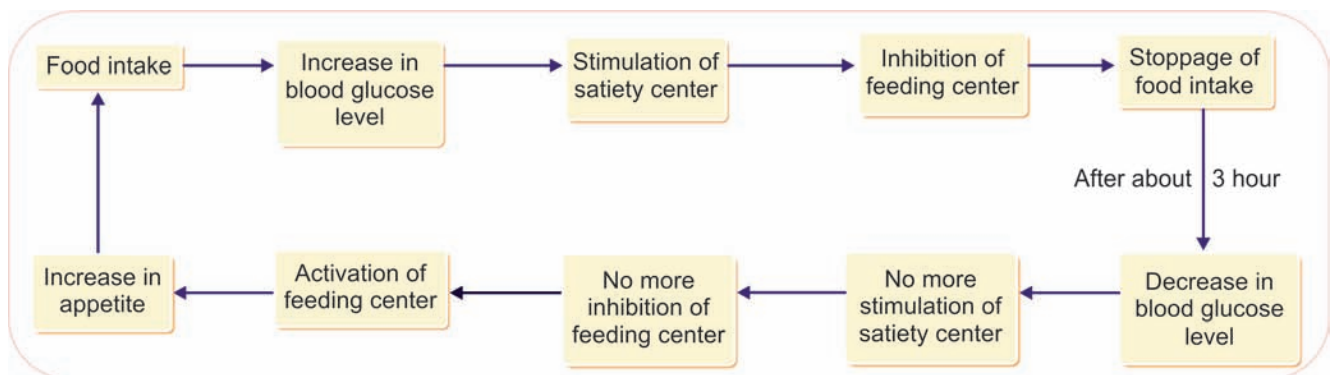 Food intake
Increase in
blood glucose
level
Stimulation of
satiety center
Inhibition of
feeding center
Stoppage of
food intake
After about 3 hour
Decrease in
blood glucose
level
No more
stimulation of
satiety center
No more
inhibition of
feeding center
Activation of
feeding center
Increase in
appetite